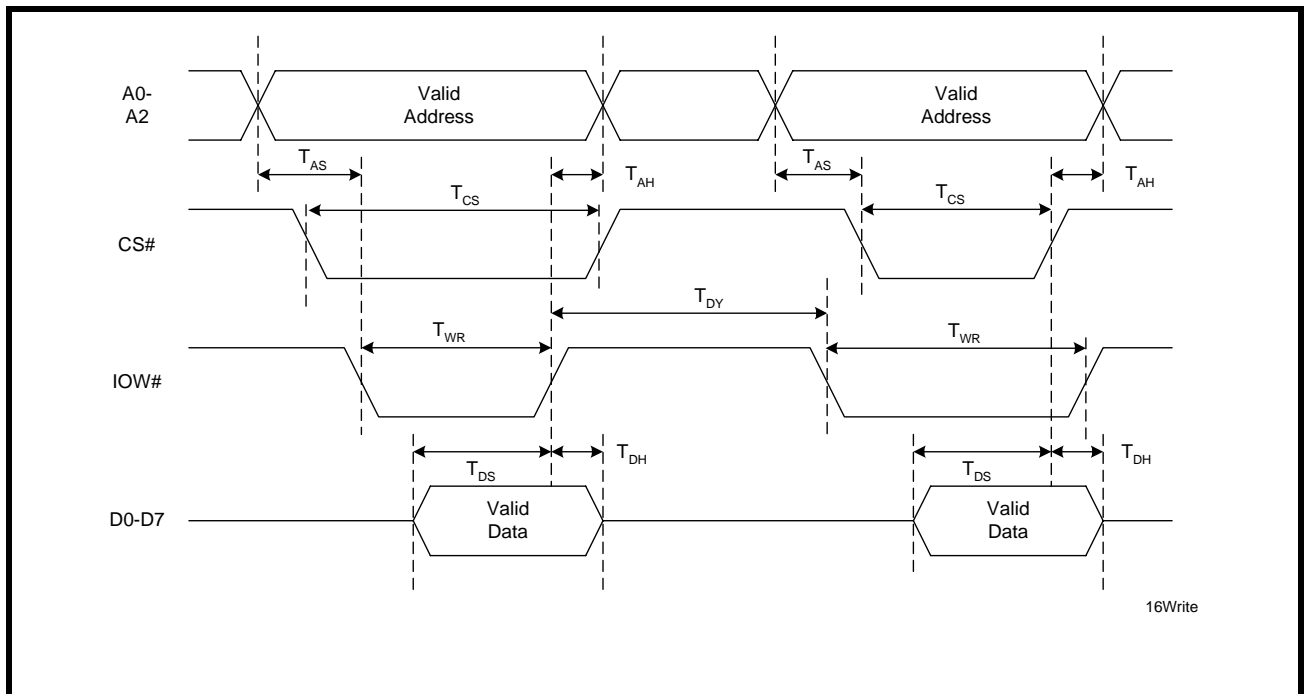 A0-
A2
Valid
Address
Valid
Address
TAS
TAH
TAS
TAH
TCS
TCS
CS#
TDY
TWR
TWR
IOW#
TDH
TDH
TDS
TDS
D0-D7
Valid
Data
Valid
Data
16Write